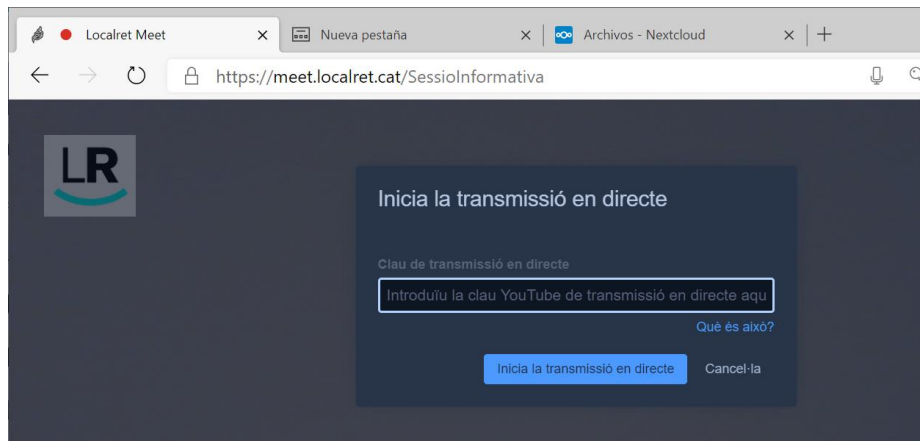 Localret Meet
Nueva pestaña
Archivos - Nextcloud
https://meet.localret.cat/SessioInformativa
LR
Inicia la transmissió en directe
Clau de transmissió en directe
Introduïu la clau YouTube de transmissió en directe aqu
Què és això?
Inicia la transmissió en directe Cancel·la